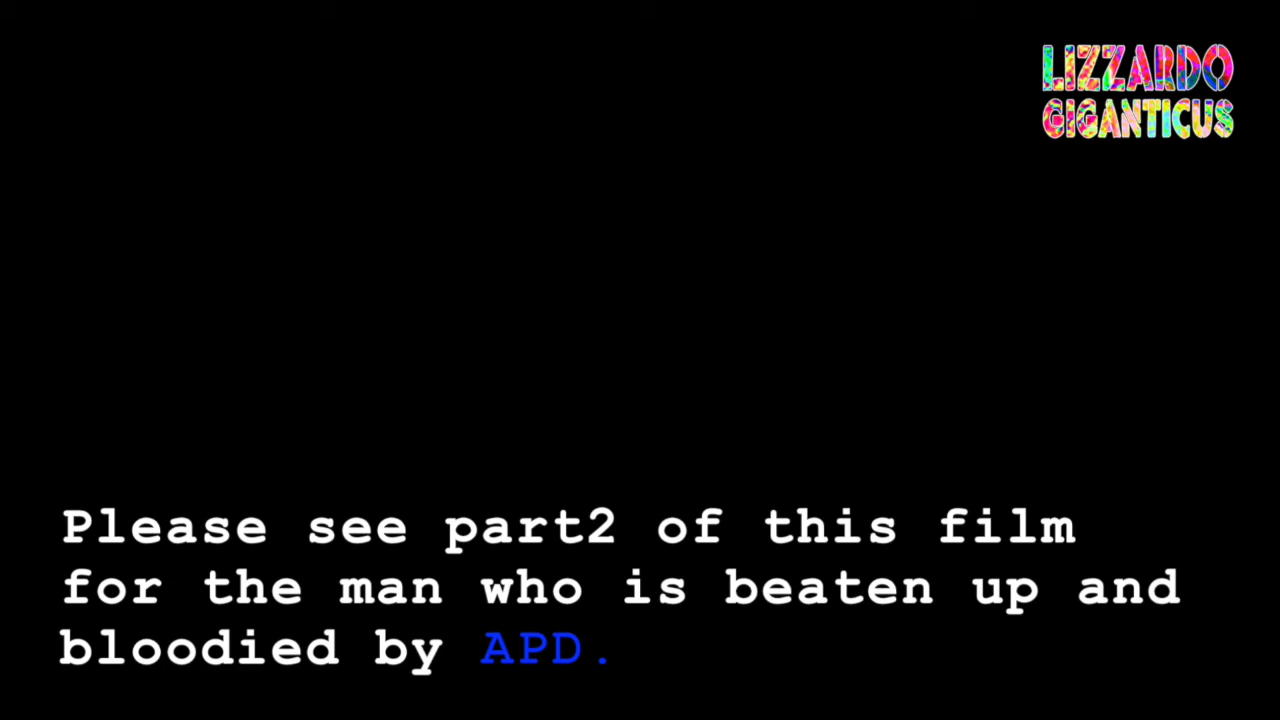 LIZZARDO
GIGANTICUS
Please see part2 of this film
for the man who is beaten up and
bloodied by APD.